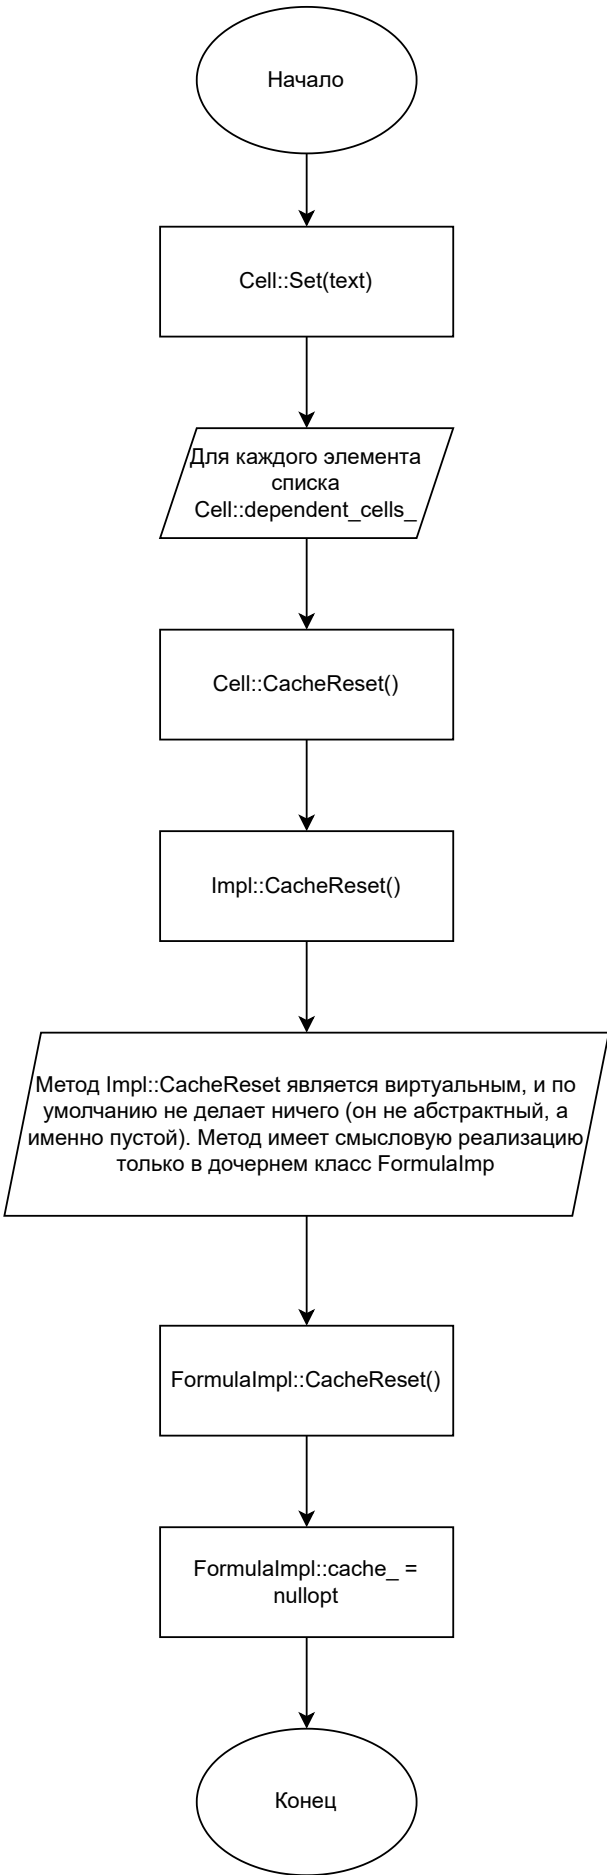 Начало
Cell::Set(text)
Для каждого элемента
списка
Cell::dependent_cells_
Cell::CacheReset()
Impl::CacheReset()
Метод Impl::CacheReset является виртуальным, и по
умолчанию не делает ничего (он не абстрактный, а
именно пустой). Метод имеет смысловую реализацию
только в дочернем класс FormulaImp
FormulaImpl::CacheReset()
FormulaImpl::cache_ =
nullopt
Конец